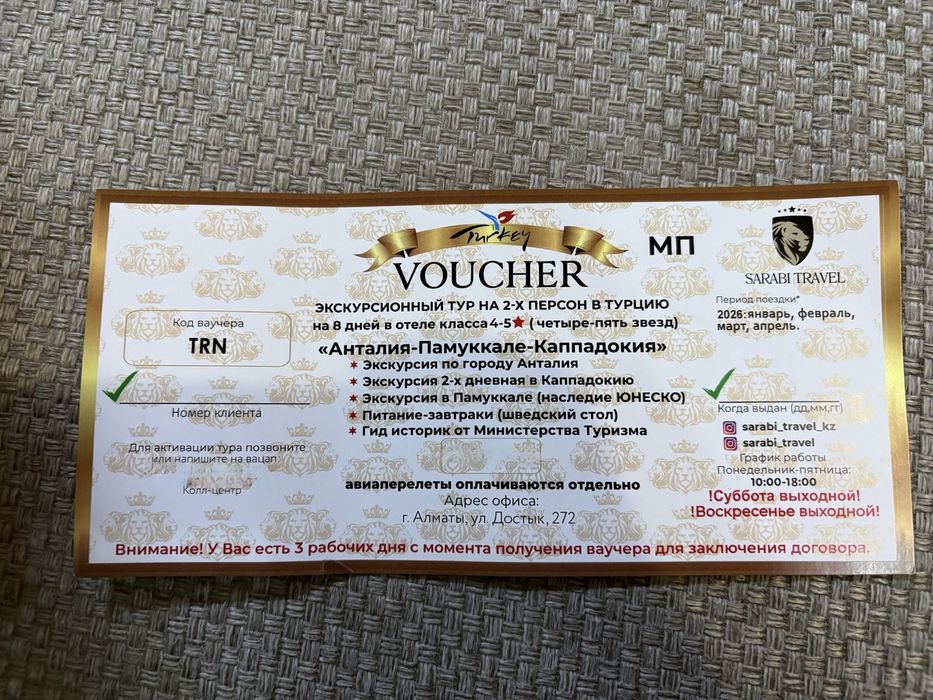 Turkey
VOUCHER
МП
SARABI TRAVEL
ЭКСКУРСИОННЫЙ ТУР НА 2-Х ПЕРСОН В ТУРЦИЮ
на 8 дней в отеле класса 4-5★ ( четыре-пять звезд)
«Анталия-Памуккале-Каппадокия»
✶ Экскурсия по городу Анталия
✶ Экскурсия 2-х дневная в Каппадокию
✶ Экскурсия в Памуккале (наследие ЮНЕСКО)
✶ Питание-завтраки (шведский стол)
✶ Гид историк от Министерства Туризма
авиаперелеты оплачиваются отдельно
Адрес офиса:
г. Алматы, ул. Достык, 272
Код ваучера
TRN
Номер клиента
Для активации тура позвоните
или напишите на вацап:
Колл-центр
Период поездки*
2026:январь, февраль,
март, апрель.
Когда выдан (дд,мм,гг)
sarabi_travel_kz
sarabi_travel
График работы
Понедельник-пятница:
10:00-18:00
!Суббота выходной!
!Воскресенье выходной!
Внимание! У Вас есть 3 рабочих дня с момента получения ваучера для заключения договора.